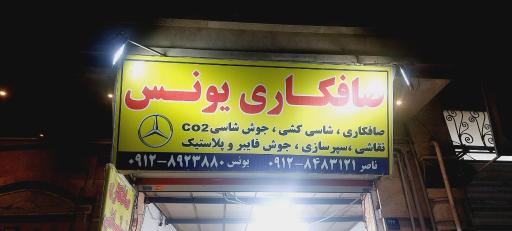 صافکاری یونس
صافکاری ، شاسی کشی ، جوش شاسی CO2
نقاشی ،سپرسازی ، جوش فایبر و پلاستیک
ناصر ۰۹۱۲-۸۴۸۳۱۲۱ یونس ۰۹۱۲-۸۹۲۳۸۸۰